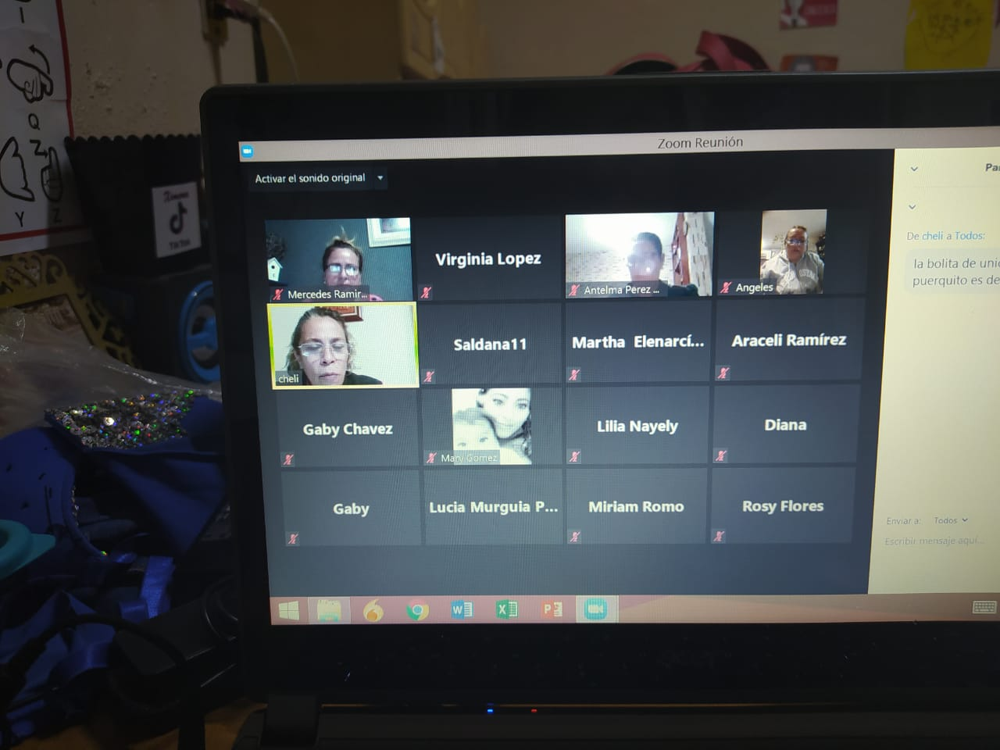 I
Q
N
Y
Z
TikTok
Zoom Reunión
Activar el sonido original
Mercedes Ramir...
Virginia Lopez
Antelma Perez ...
Angeles
cheli
Saldana11
Martha Elenarcí...
Araceli Ramírez
Gaby Chavez
Mary Gomez
Lilia Nayely
Diana
Gaby
Lucia Murguia P...
Miriam Romo
Rosy Flores
De cheli a Todos:
la bolita de
puerquito es de
Enviar a: Todos
Escribir mensaje aquí...